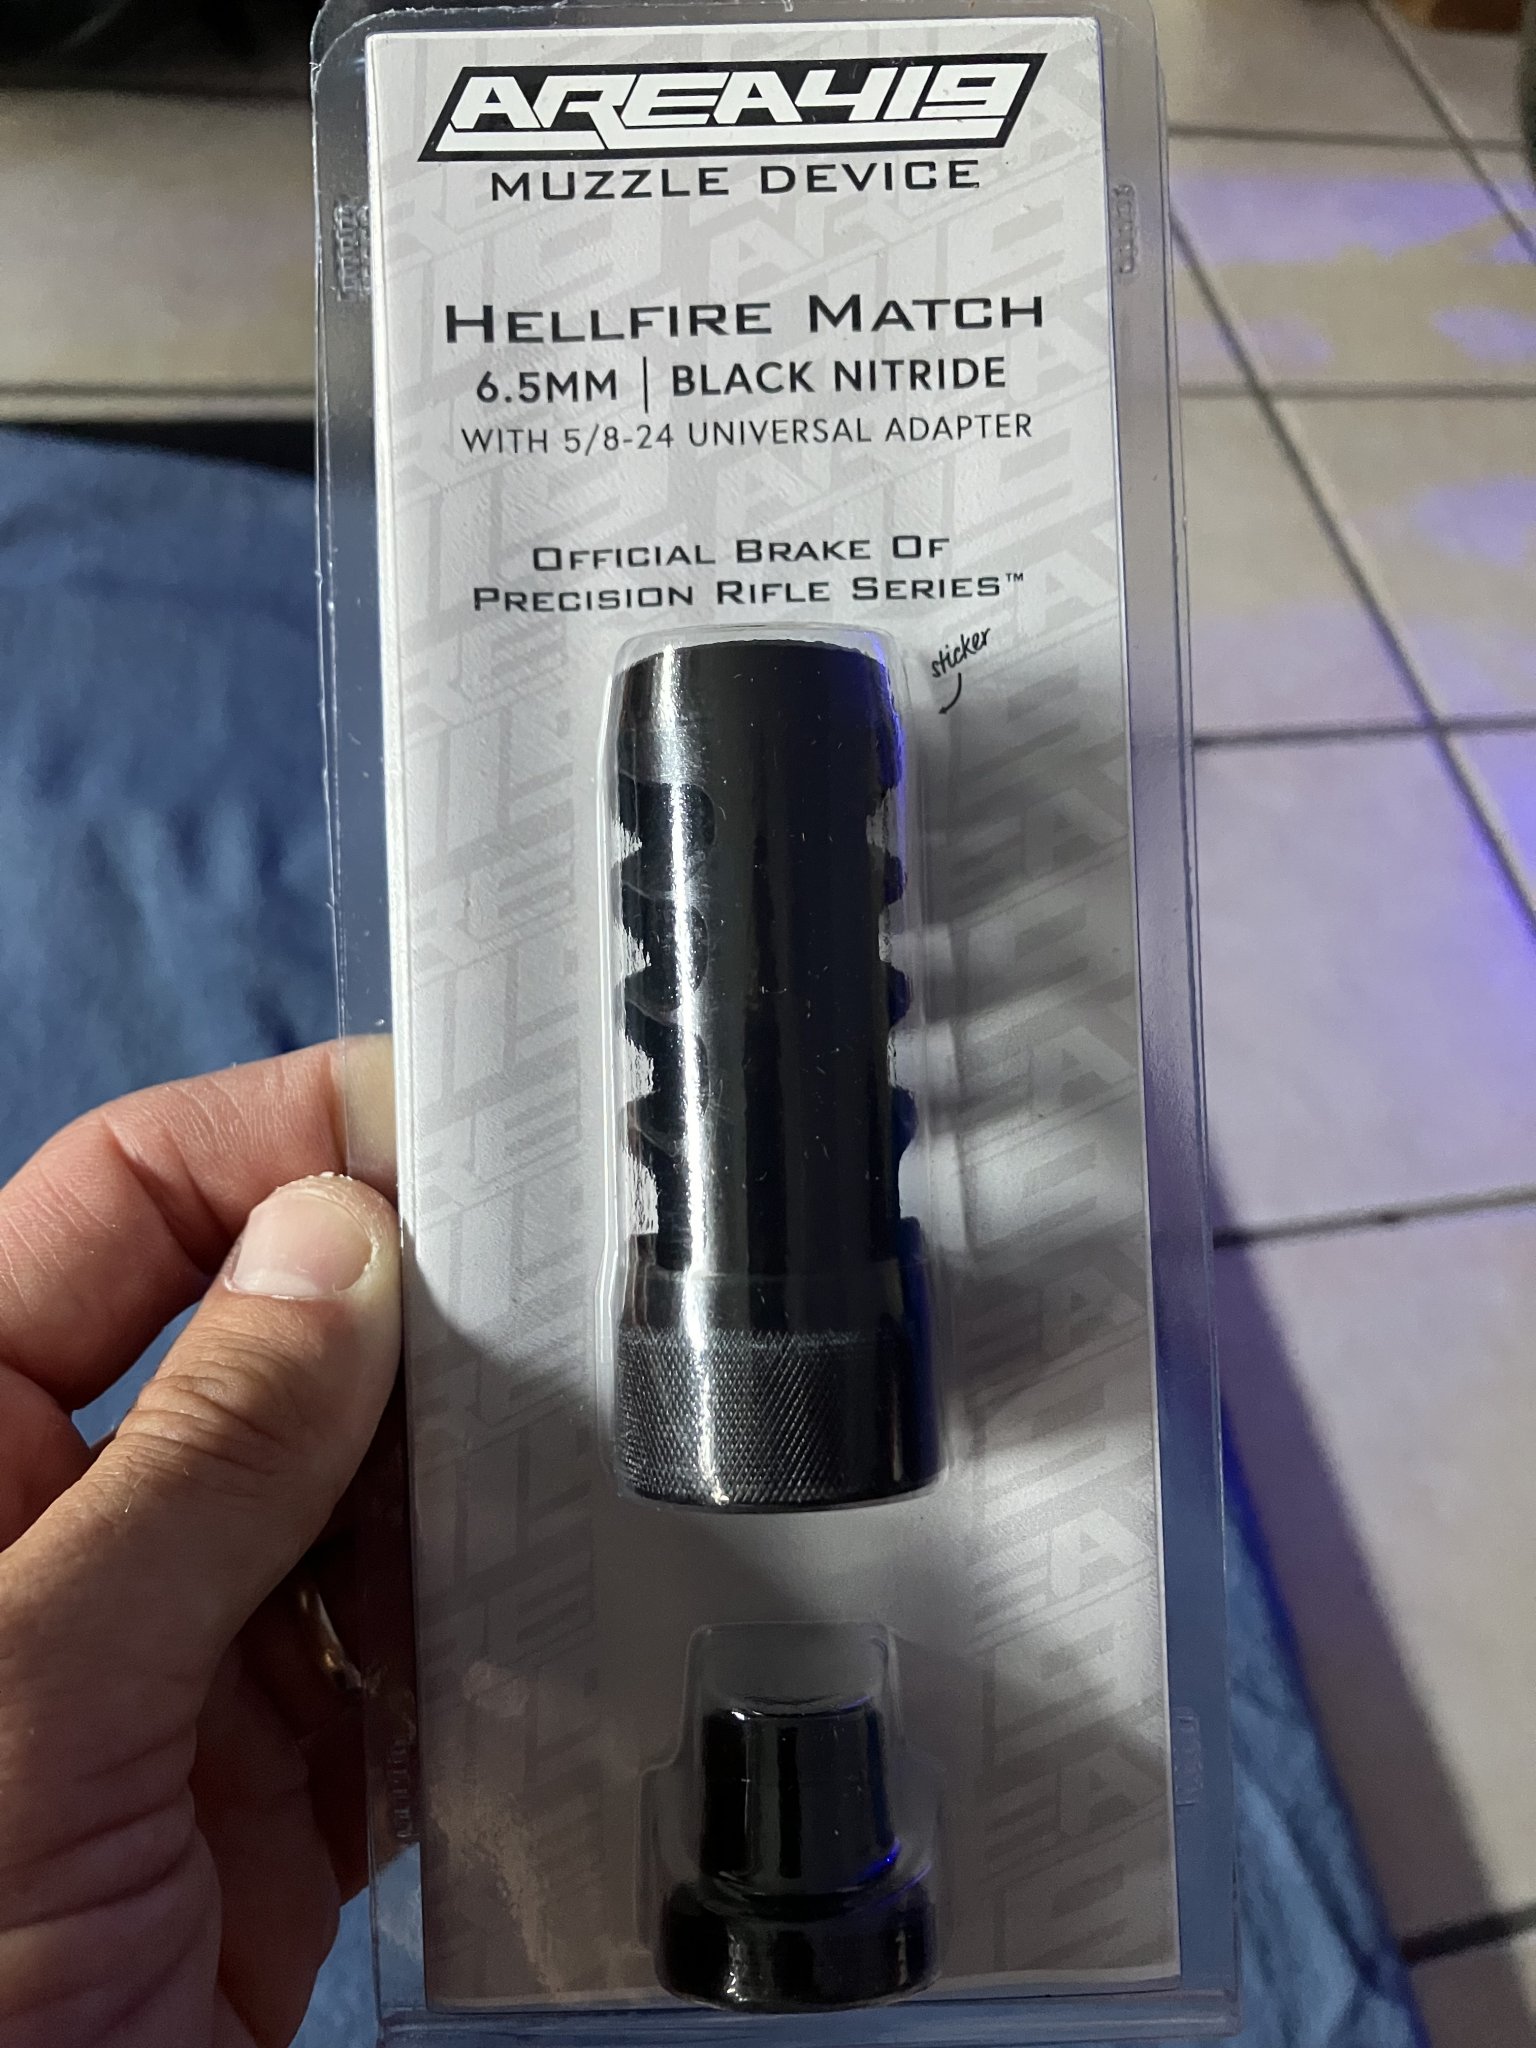 AREA419
MUZZLE DEVICE
HELLFIRE MATCH
6.5MM | BLACK NITRIDE
WITH 5/8-24 UNIVERSAL ADAPTER
OFFICIAL BRAKE OF
PRECISION RIFLE SERIES™
sticker